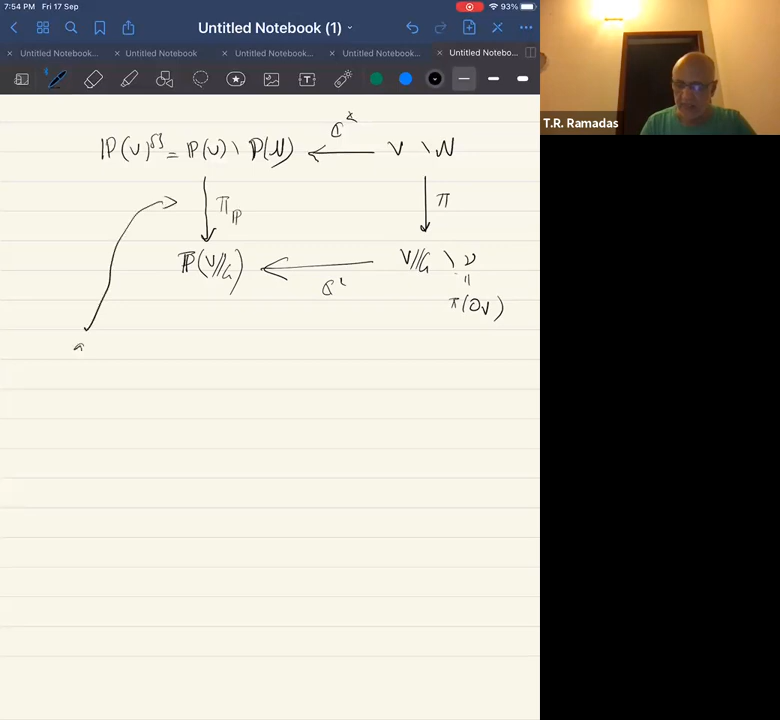 7:54 PM Fri 17 Sep 93%
Untitled Notebook (1)
Untitled Notebook... Untitled Notebook Untitled Notebook... Untitled Notebook... Untitled Notebo...
T.R. Ramadas
ℂ*
ℙ(V)^{ss} = ℙ(V) \ ℙ(N) ← V \ N
π_ℙ π
ℙ(V//G) ← V//G \ ν
ℂ* =
π(0_V)